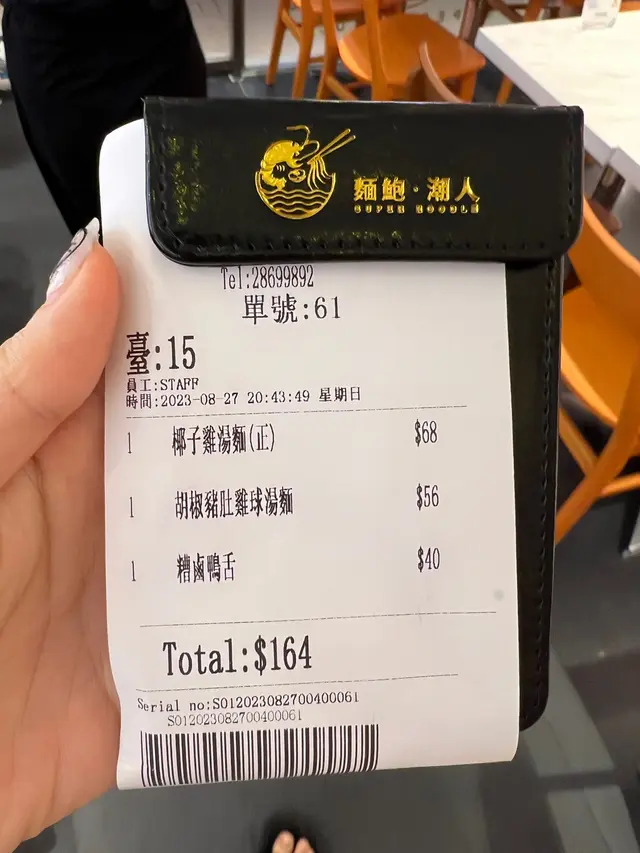 麵鮑·潮人
SUPER NOODLE
Tel:28699892
單號:61
臺:15
員工:STAFF
時間:2023-08-27 20:43:49 星期日
1 椰子雞湯麵(正) $68
1 胡椒豬肚雞球湯麵 $56
1 糟鹵鴨舌 $40
Total:$164
Serial no:S012023082700400061
S012023082700400061